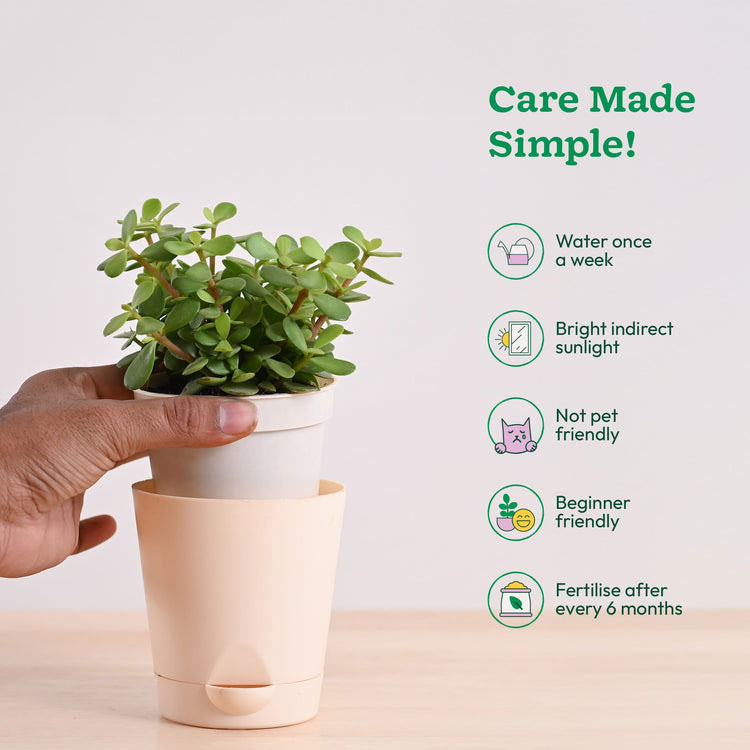 Care Made
Simple!
Water once
a week
Bright indirect
sunlight
Not pet
friendly
Beginner
friendly
Fertilise after
every 6 months